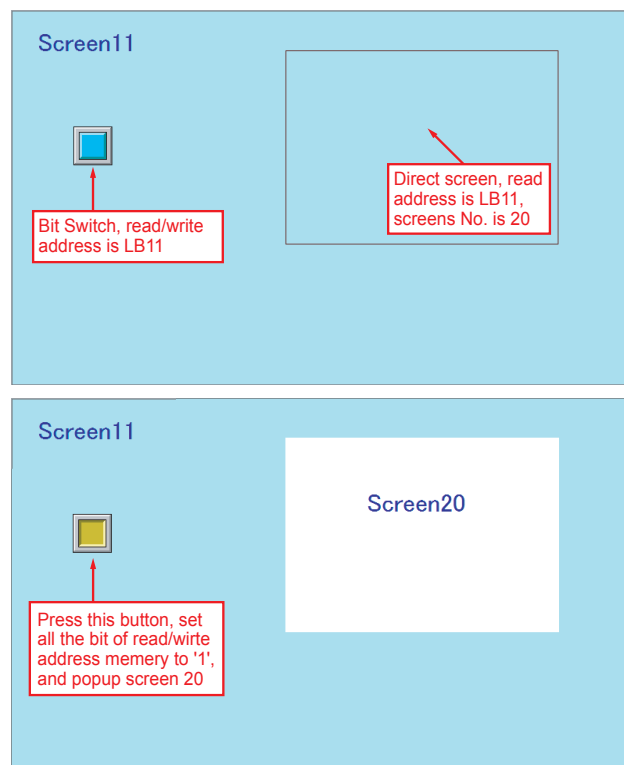 Screen11
Direct screen, read
address is LB11,
screens No. is 20
Bit Switch, read/write
address is LB11
Screen11
Screen20
Press this button, set
all the bit of read/wirte
address memery to '1',
and popup screen 20